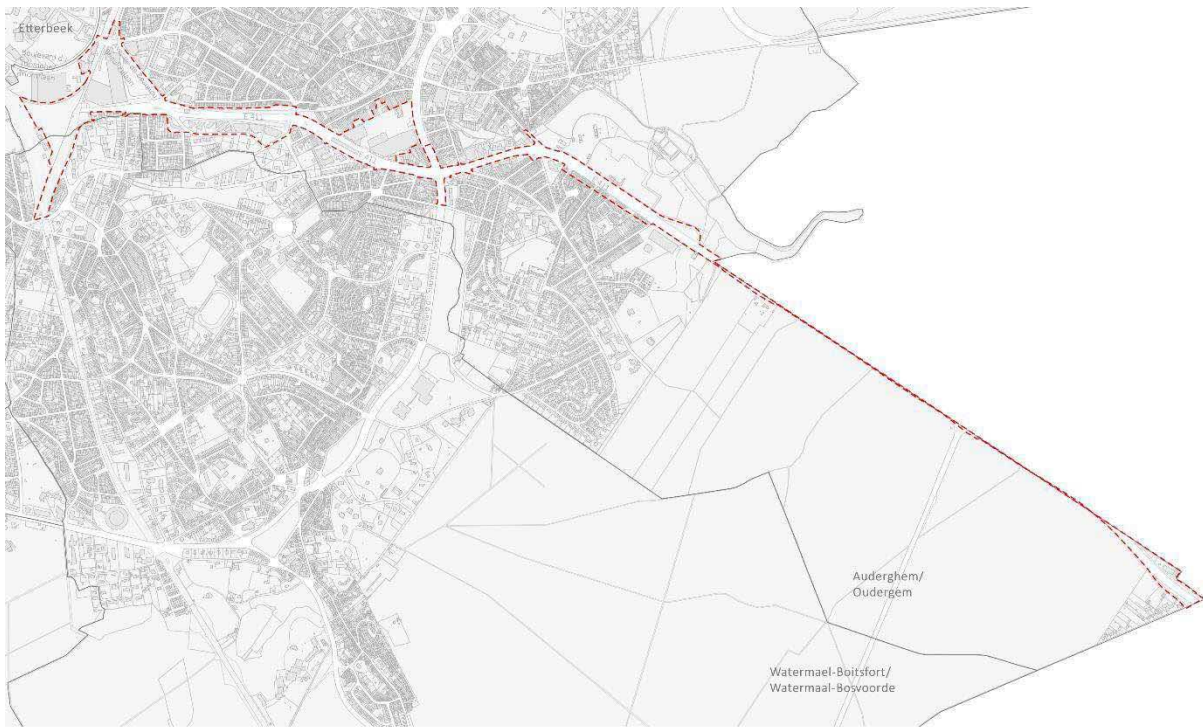 Etterbeek
Auderghem/
Oudergem
Watermael-Boitsfort/
Watermaal-Bosvoorde